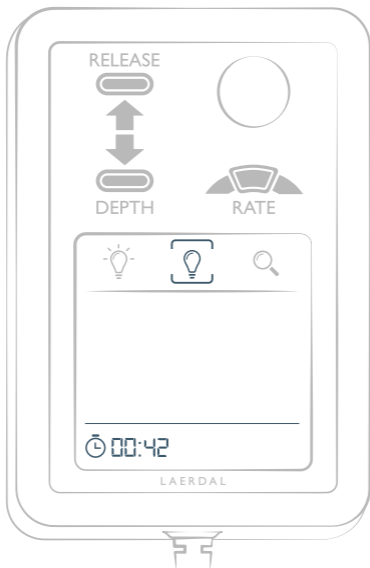 RELEASE
DEPTH
RATE
00:42
LAERDAL